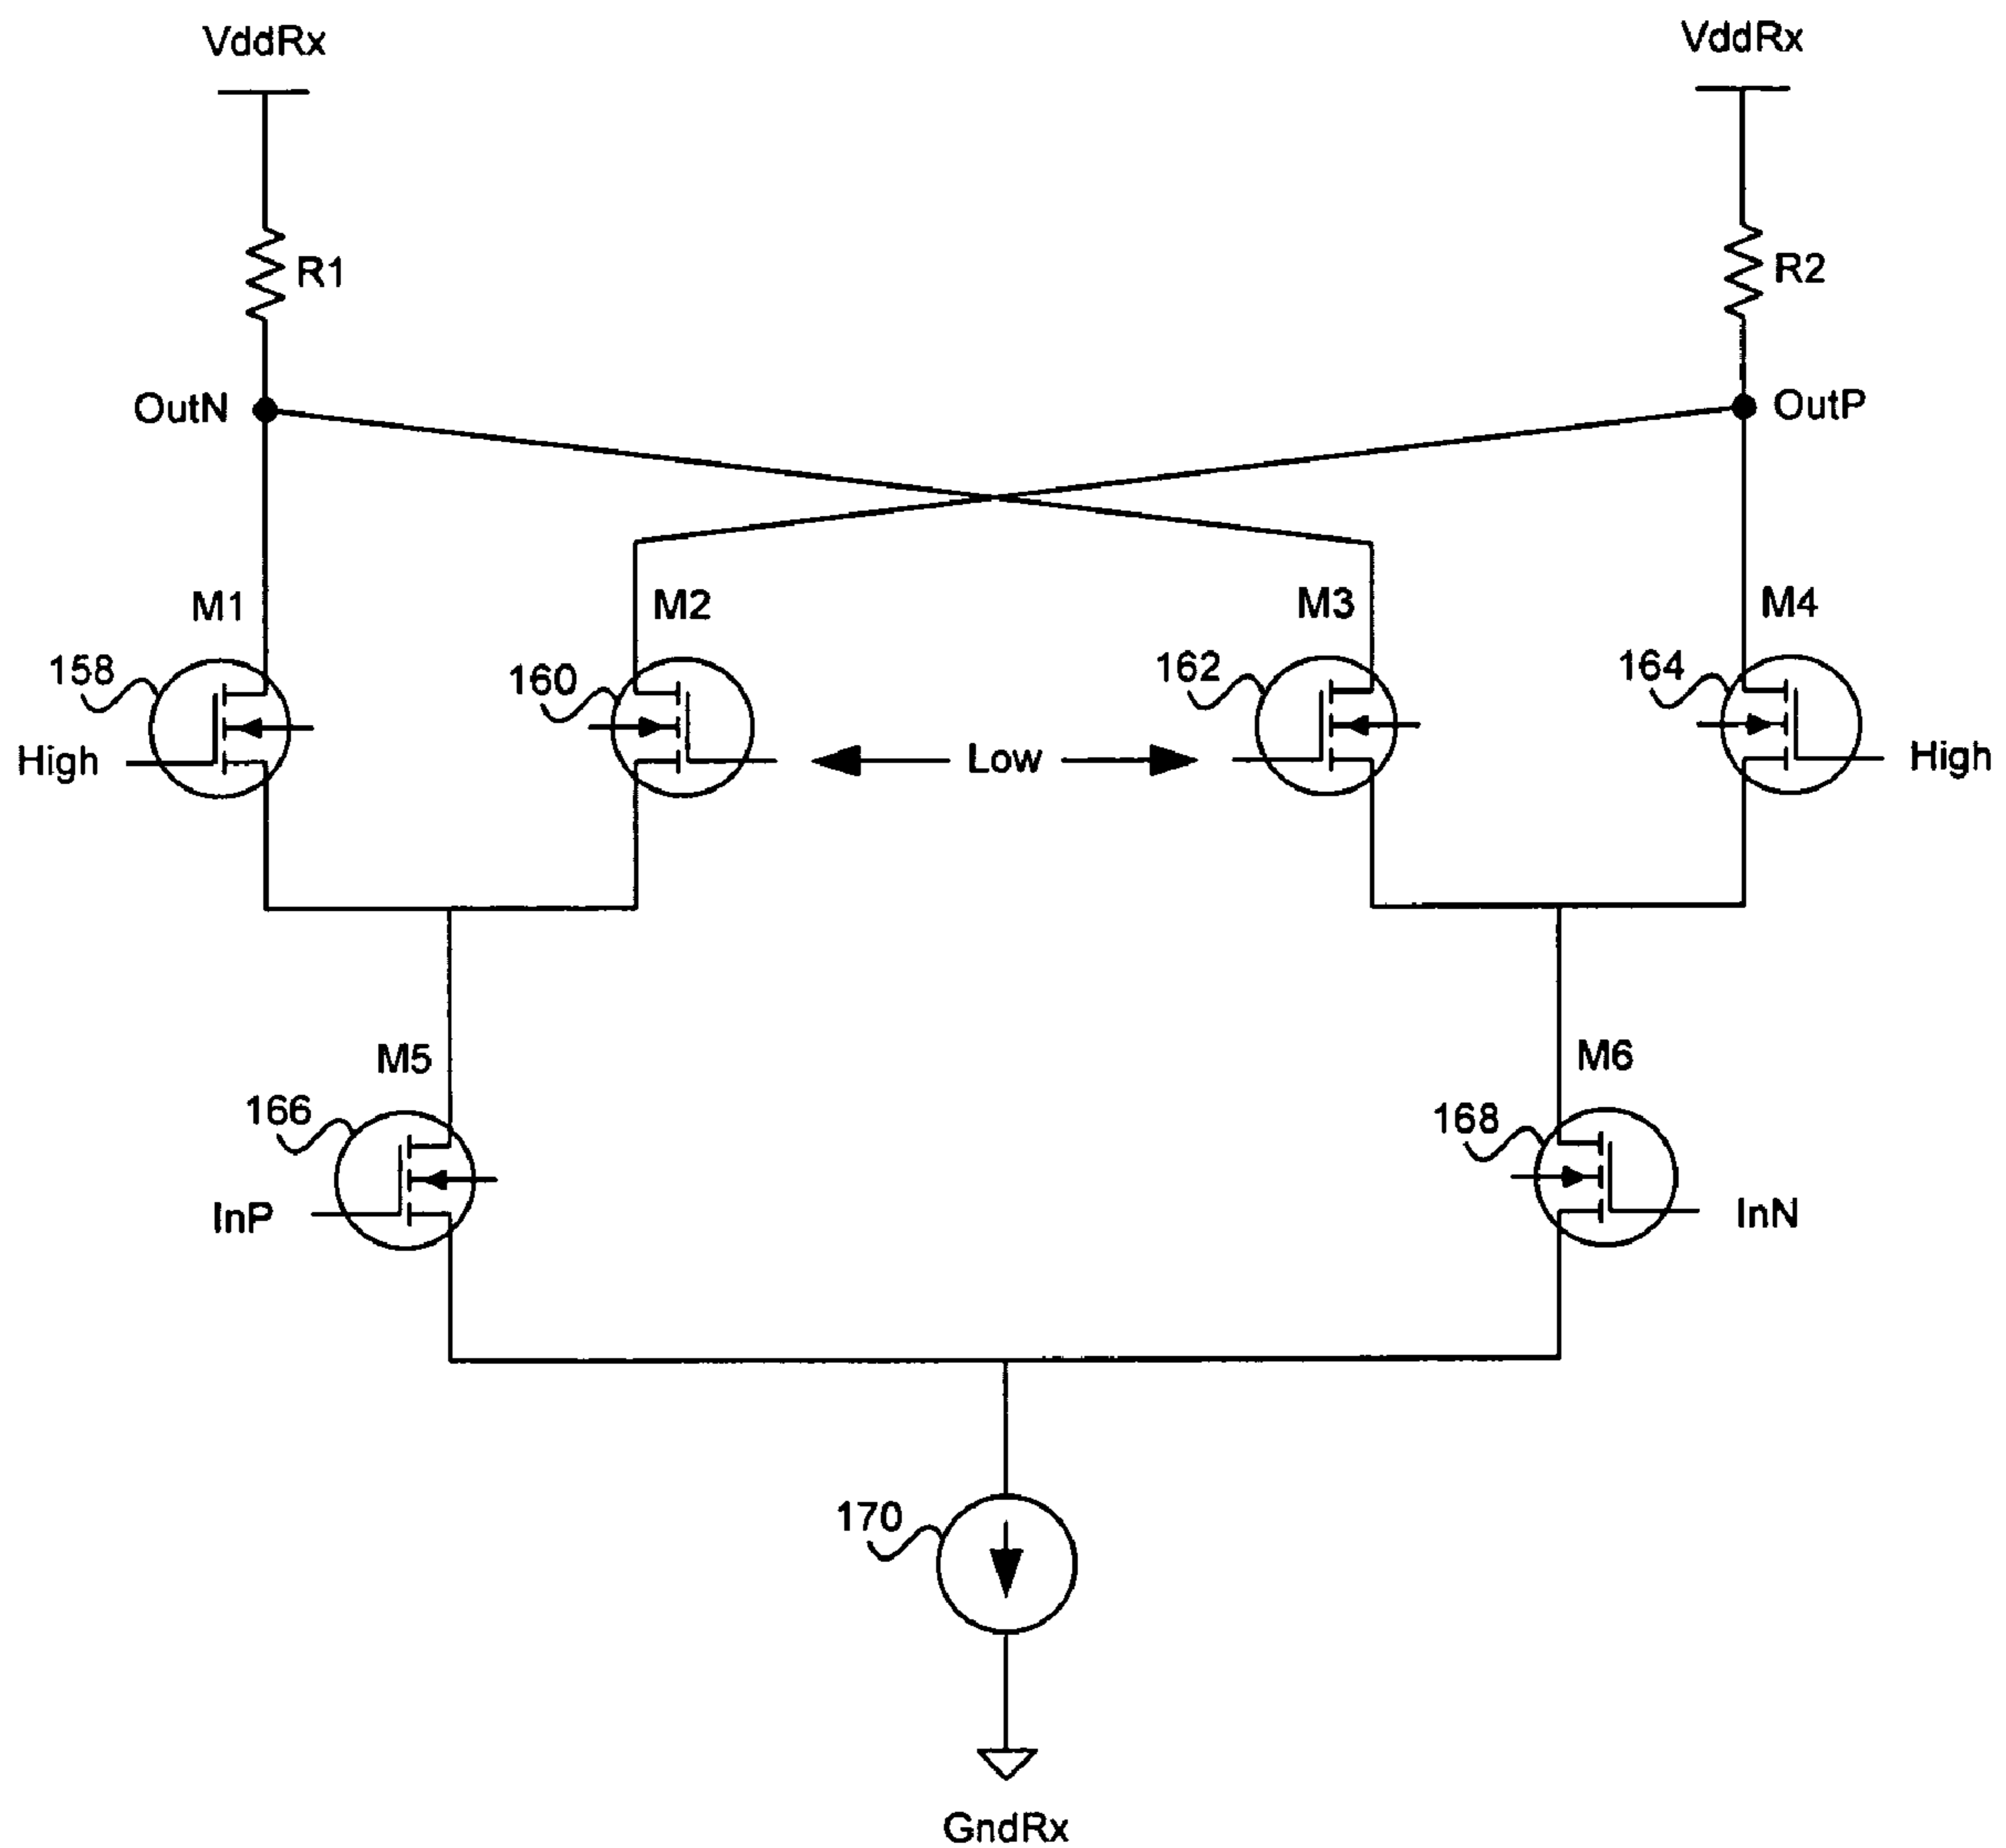 VddRx
VddRx
R1
R2
OutN
OutP
M1
M2
M3
M4
158
160
162
164
High
Low
High
M5
M6
166
168
InP
InN
170
GndRx